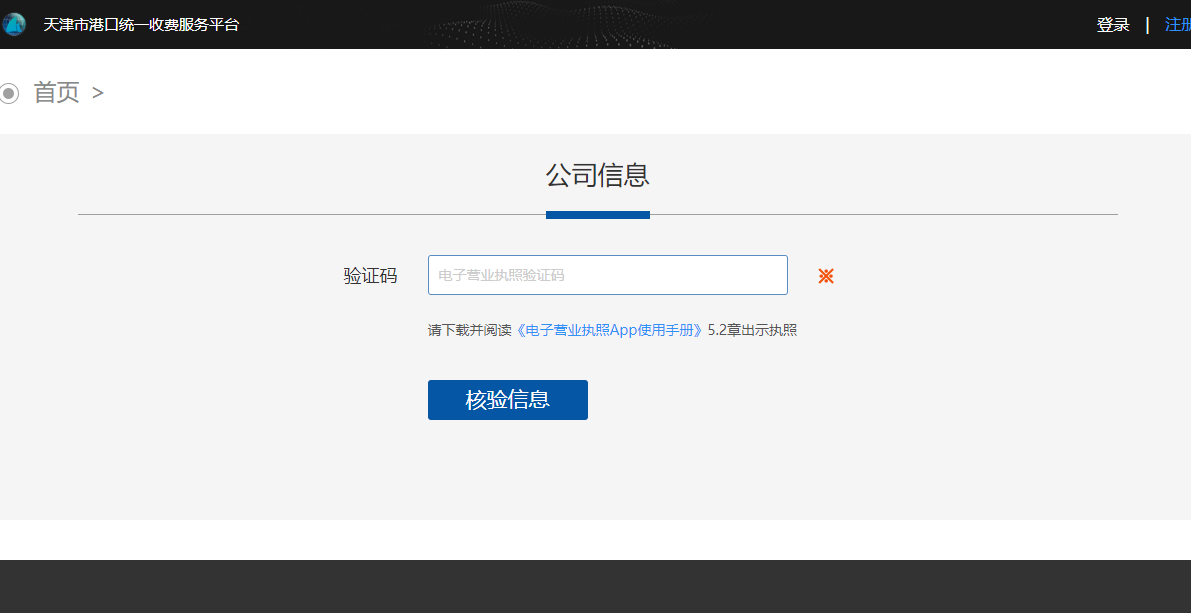 天津市港口统一收费服务平台
登录 | 注册
首页 >
公司信息
验证码 电子营业执照验证码 ※
请下载并阅读《电子营业执照App使用手册》5.2章出示执照
核验信息